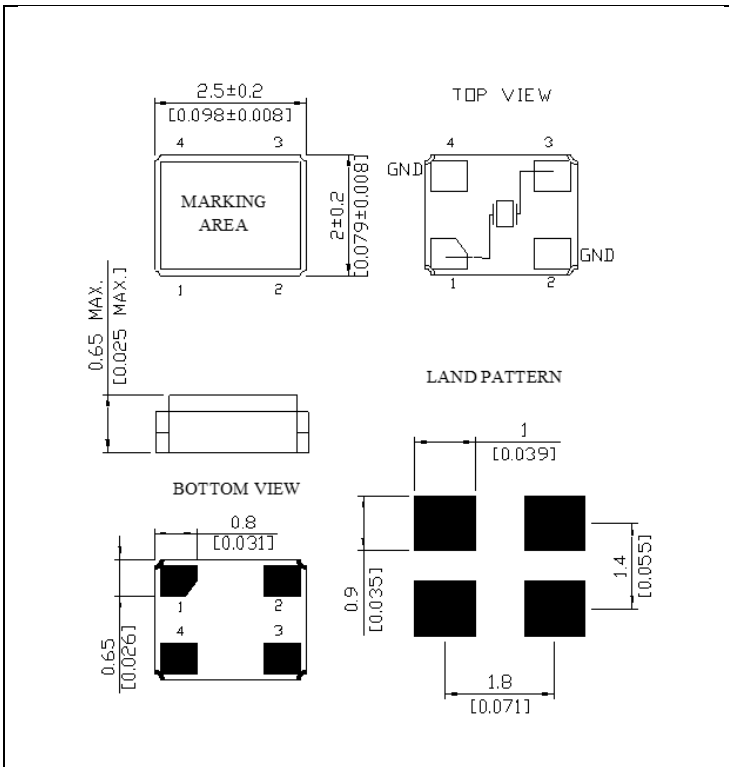 2.5±0.2
[0.098±0.008]
4 3
MARKING
AREA
1 2
2±0.2
[0.079±0.008]
TOP VIEW
4 3
GND
GND
1 2
0.65 MAX.
[0.025 MAX.]
LAND PATTERN
1
[0.039]
0.9
[0.035]
1.4
[0.055]
1.8
[0.071]
BOTTOM VIEW
0.8
[0.031]
1 2
4 3
0.65
[0.026]